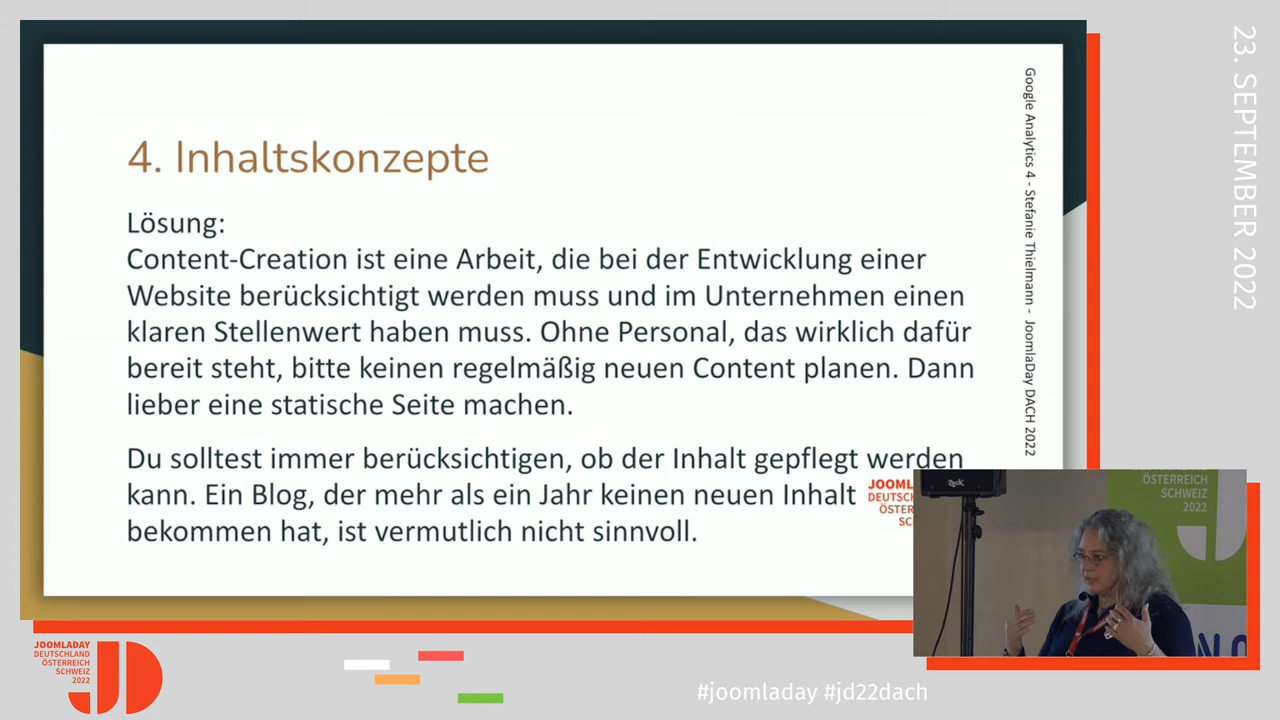 4. Inhaltskonzepte
Lösung:
Content-Creation ist eine Arbeit, die bei der Entwicklung einer
Website berücksichtigt werden muss und im Unternehmen einen
klaren Stellenwert haben muss. Ohne Personal, das wirklich dafür
bereit steht, bitte keinen regelmäßig neuen Content planen. Dann
lieber eine statische Seite machen.
Du solltest immer berücksichtigen, ob der Inhalt gepflegt werden
kann. Ein Blog, der mehr als ein Jahr keinen neuen Inhalt
bekommen hat, ist vermutlich nicht sinnvoll.
Google Analytics 4 - Stefanie Thielmann - JoomlaDay DACH 2022
23. SEPTEMBER 2022
ÖSTERREICH
SCHWEIZ
2022
JOOMLADAY
DEUTSCHLAND
ÖSTERREICH
SCHWEIZ
2022
JD
#joomladay #jd22dach